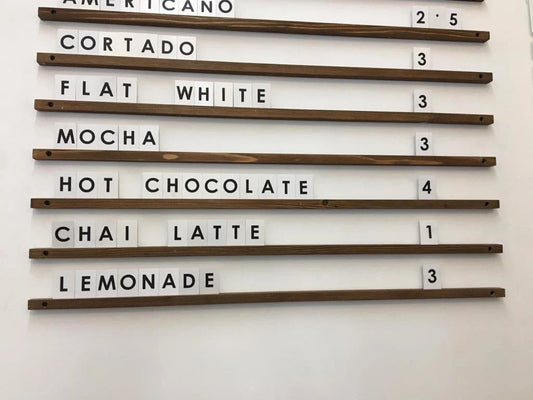 AMERICANO 2.5
CORTADO 3
FLAT WHITE 3
MOCHA 3
HOT CHOCOLATE 4
CHAI LATTE 1
LEMONADE 3